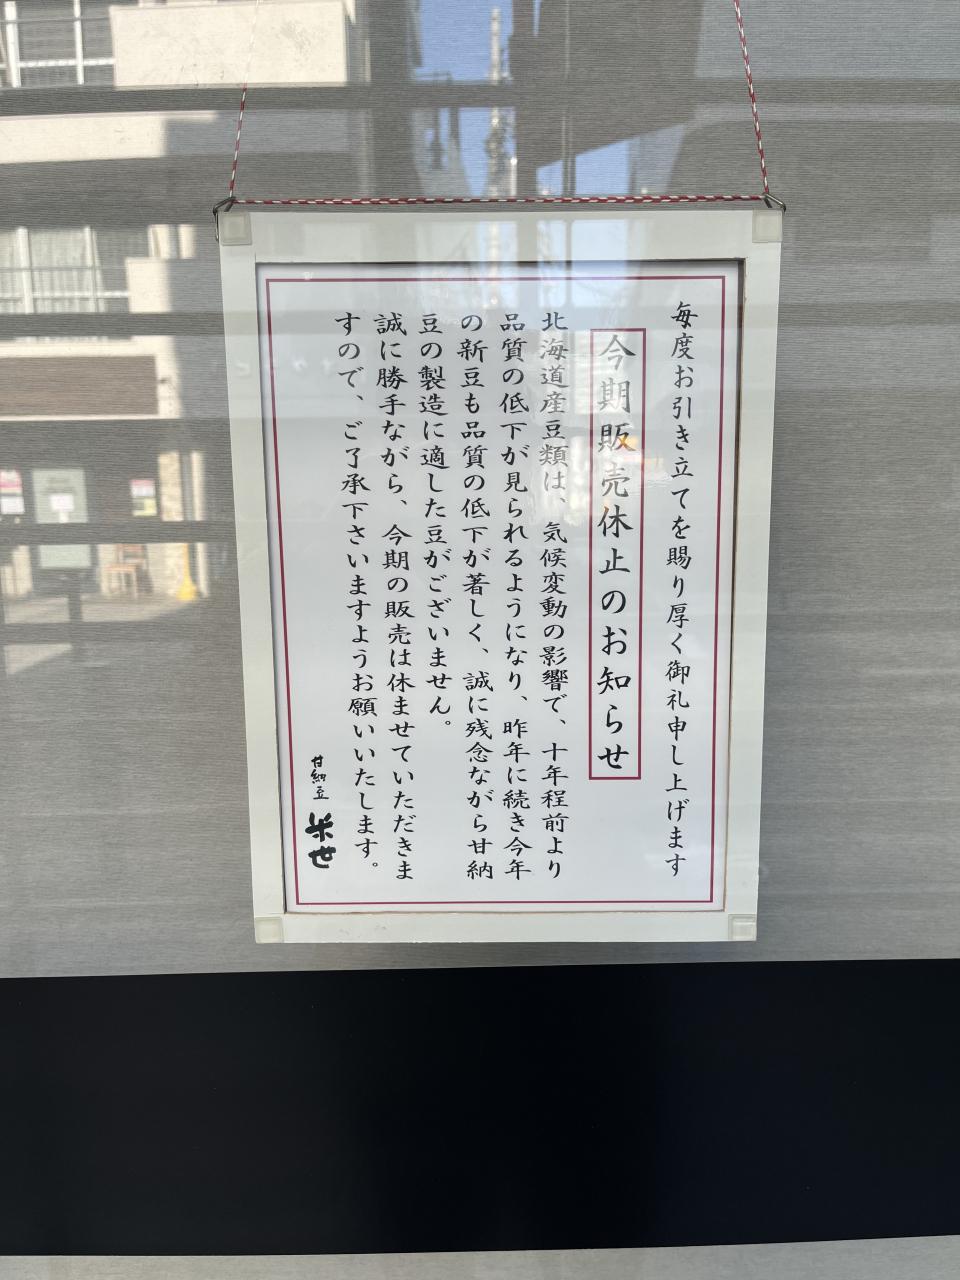 毎度お引き立てを賜り厚く御礼申し上げます
今期販売休止のお知らせ
北海道産豆類は、気候変動の影響で、十年程前より
品質の低下が見られるようになり、昨年に続き今年
の新豆も品質の低下が著しく、誠に残念ながら甘納
豆の製造に適した豆がございません。
誠に勝手ながら、今期の販売は休ませていただきま
すので、ご了承下さいますようお願いいたします。
甘納豆
米世